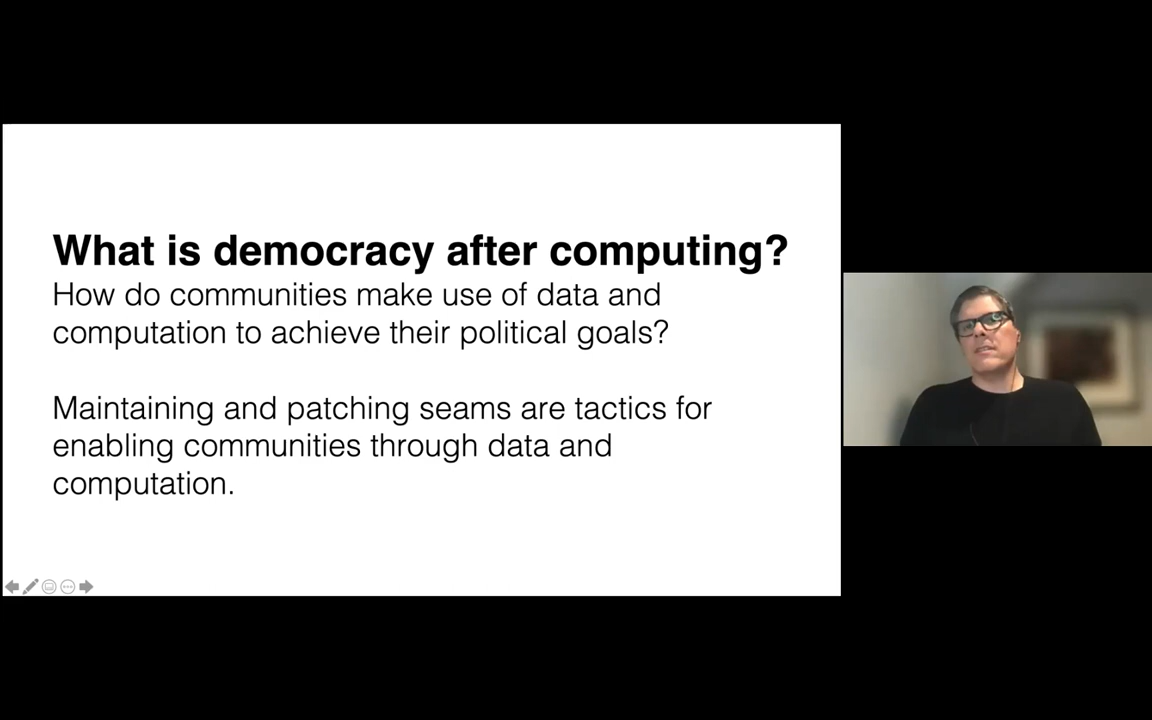 What is democracy after computing?
How do communities make use of data and
computation to achieve their political goals?
Maintaining and patching seams are tactics for
enabling communities through data and
computation.